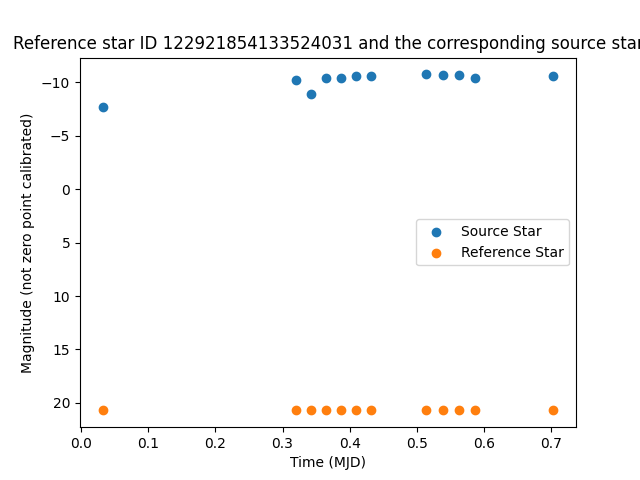 Reference star ID 122921854133524031 and the corresponding source star
−10
−5
0
5
10
15
20
Magnitude (not zero point calibrated)
Source Star
Reference Star
0.0 0.1 0.2 0.3 0.4 0.5 0.6 0.7
Time (MJD)